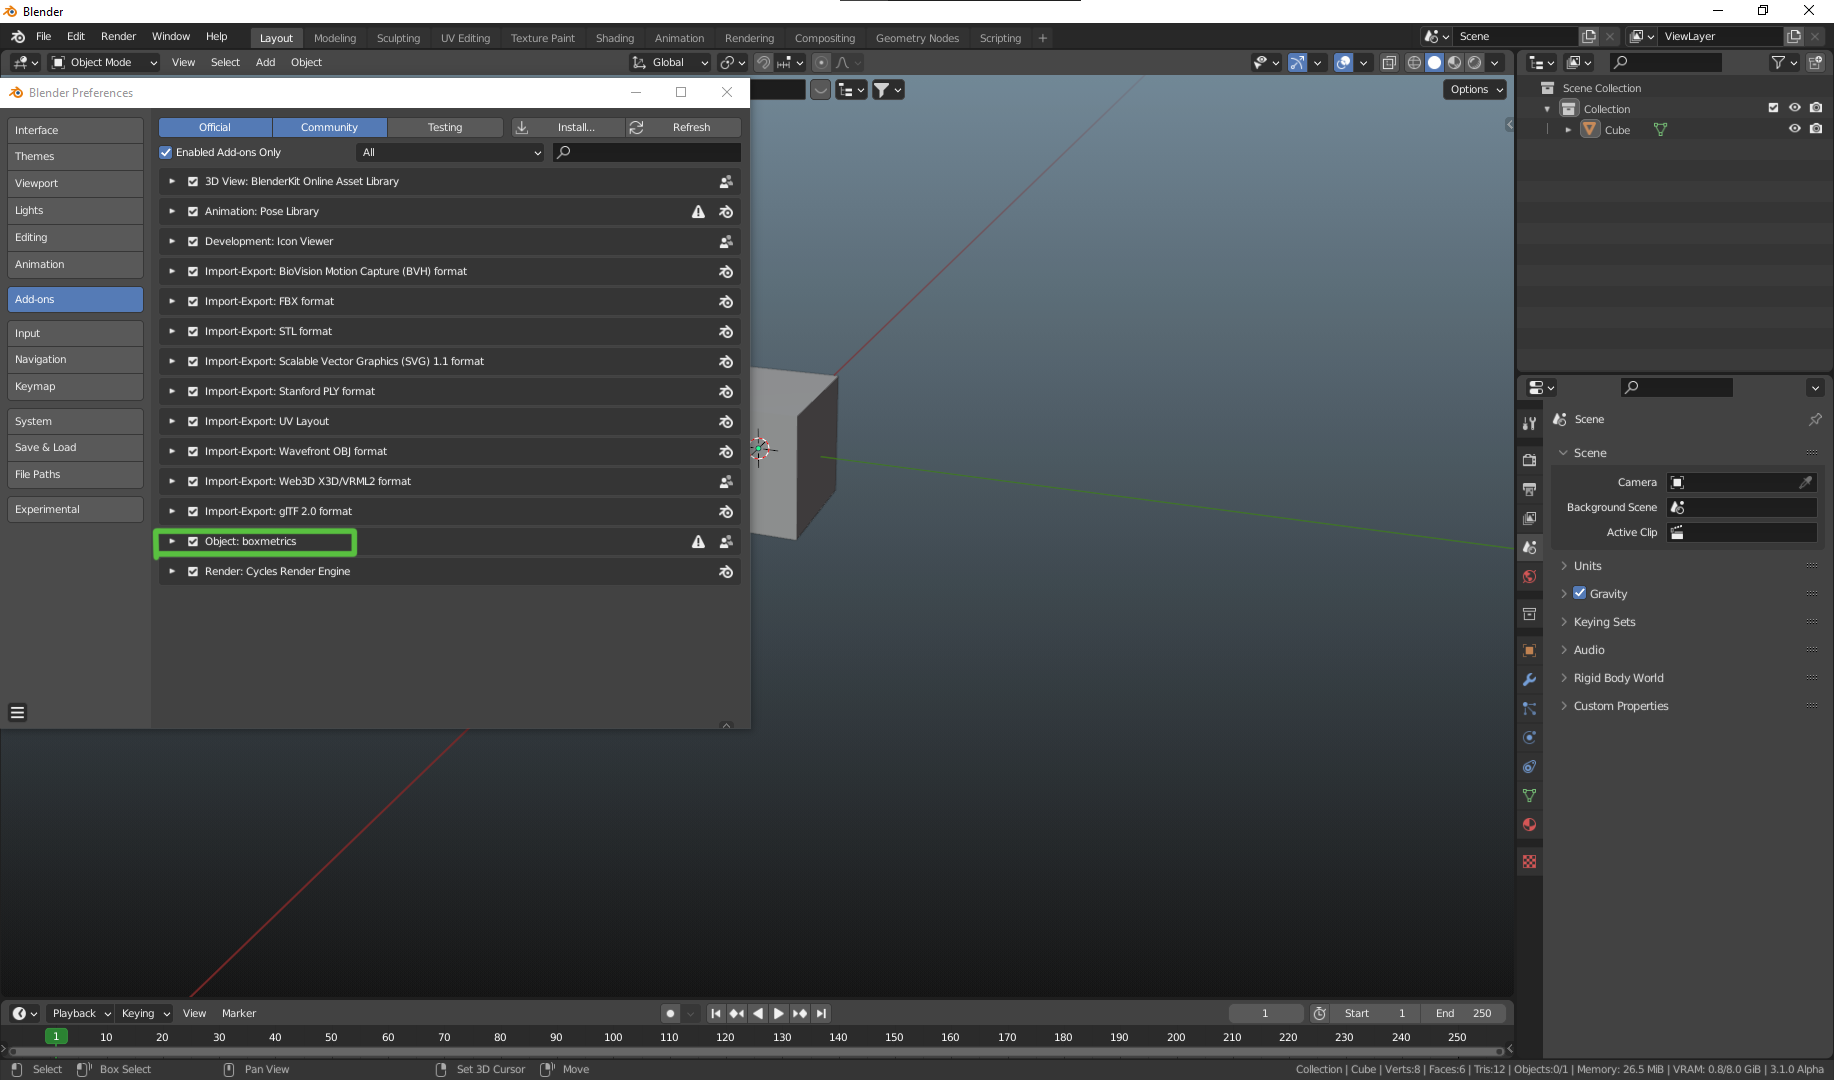 Blender
File Edit Render Window Help Layout Modeling Sculpting UV Editing Texture Paint Shading Animation Rendering Compositing Geometry Nodes Scripting + Scene ViewLayer
Object Mode View Select Add Object Global
Options
Blender Preferences
Interface
Themes
Viewport
Lights
Editing
Animation
Add-ons
Input
Navigation
Keymap
System
Save & Load
File Paths
Experimental
Official Community Testing Install... Refresh
Enabled Add-ons Only All
3D View: BlenderKit Online Asset Library
Animation: Pose Library
Development: Icon Viewer
Import-Export: BioVision Motion Capture (BVH) format
Import-Export: FBX format
Import-Export: STL format
Import-Export: Scalable Vector Graphics (SVG) 1.1 format
Import-Export: Stanford PLY format
Import-Export: UV Layout
Import-Export: Wavefront OBJ format
Import-Export: Web3D X3D/VRML2 format
Import-Export: glTF 2.0 format
Object: boxmetrics
Render: Cycles Render Engine
Scene Collection
Collection
Cube
Scene
Scene
Camera
Background Scene
Active Clip
Units
Gravity
Keying Sets
Audio
Rigid Body World
Custom Properties
Playback Keying View Marker 1 Start 1 End 250
1 10 20 30 40 50 60 70 80 90 100 110 120 130 140 150 160 170 180 190 200 210 220 230 240 250
Select Box Select Pan View Set 3D Cursor Move Collection | Cube | Verts:8 | Faces:6 | Tris:12 | Objects:0/1 | Memory: 26.5 MiB | VRAM: 0.8/8.0 GiB | 3.1.0 Alpha